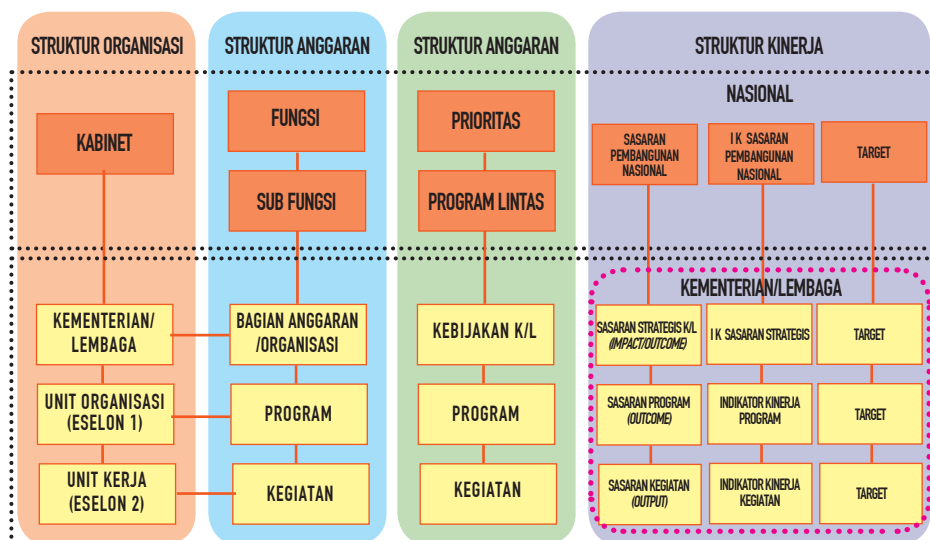 STRUKTUR ORGANISASI
KABINET
KEMENTERIAN/
LEMBAGA
UNIT ORGANISASI
(ESELON 1)
UNIT KERJA
(ESELON 2)
STRUKTUR ANGGARAN
FUNGSI
SUB FUNGSI
BAGIAN ANGGARAN
/ORGANISASI
PROGRAM
KEGIATAN
STRUKTUR ANGGARAN
PRIORITAS
PROGRAM LINTAS
KEBIJAKAN K/L
PROGRAM
KEGIATAN
STRUKTUR KINERJA
NASIONAL
SASARAN
PEMBANGUNAN
NASIONAL
I K SASARAN
PEMBANGUNAN
NASIONAL
TARGET
KEMENTERIAN/LEMBAGA
SASARAN STRATEGIS K/L
(IMPACT/OUTCOME)
I K SASARAN STRATEGIS
TARGET
SASARAN PROGRAM
(OUTCOME)
INDIKATOR KINERJA
PROGRAM
TARGET
SASARAN KEGIATAN
(OUTPUT)
INDIKATOR KINERJA
KEGIATAN
TARGET